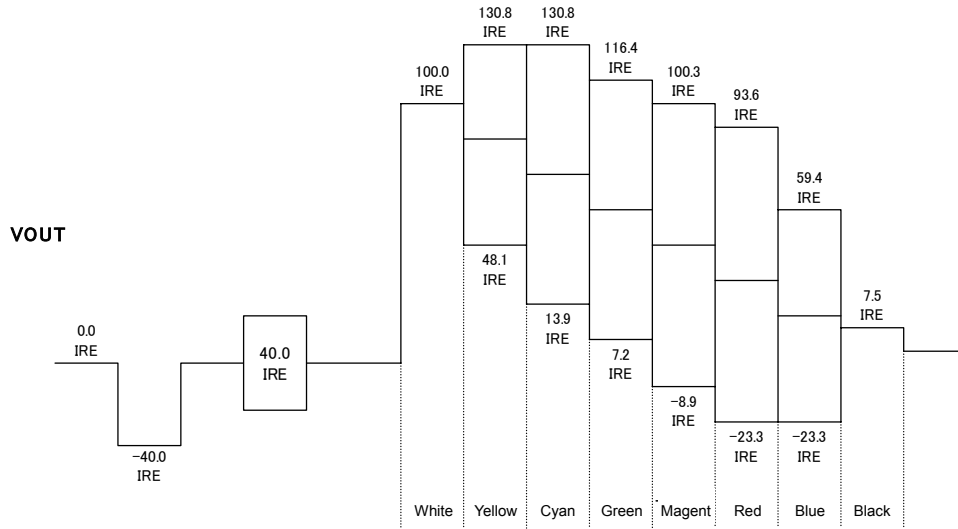 130.8
IRE
130.8
IRE
116.4
IRE
100.0
IRE
100.3
IRE
93.6
IRE
59.4
IRE
VOUT
48.1
IRE
13.9
IRE
7.5
IRE
0.0
IRE
40.0
IRE
7.2
IRE
-8.9
IRE
-40.0
IRE
-23.3
IRE
-23.3
IRE
White
Yellow
Cyan
Green
Magent
Red
Blue
Black